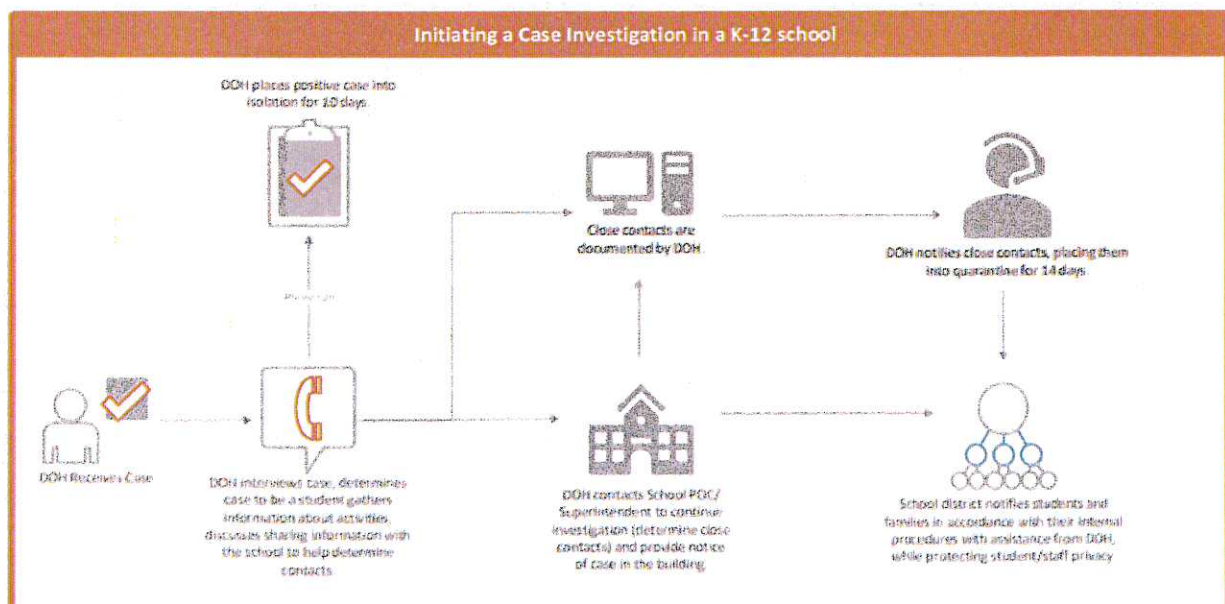 Initiating a Case Investigation in a K-12 school
DOH places positive case into
isolation for 10 days
Close contacts are
documented by DOH
DOH notifies close contacts, placing them
into quarantine for 14 days
DOH Receives Case
DOH interviews case, determines
case to be a student gathers
information about activities
discusses sharing information with
the school to help determine
contacts
DOH contacts School POC/
Superintendent to continue
investigation (determine close
contacts) and provide notice
of case in the building
School district notifies students and
families in accordance with their internal
procedures with assistance from DOH,
while protecting student/staff privacy